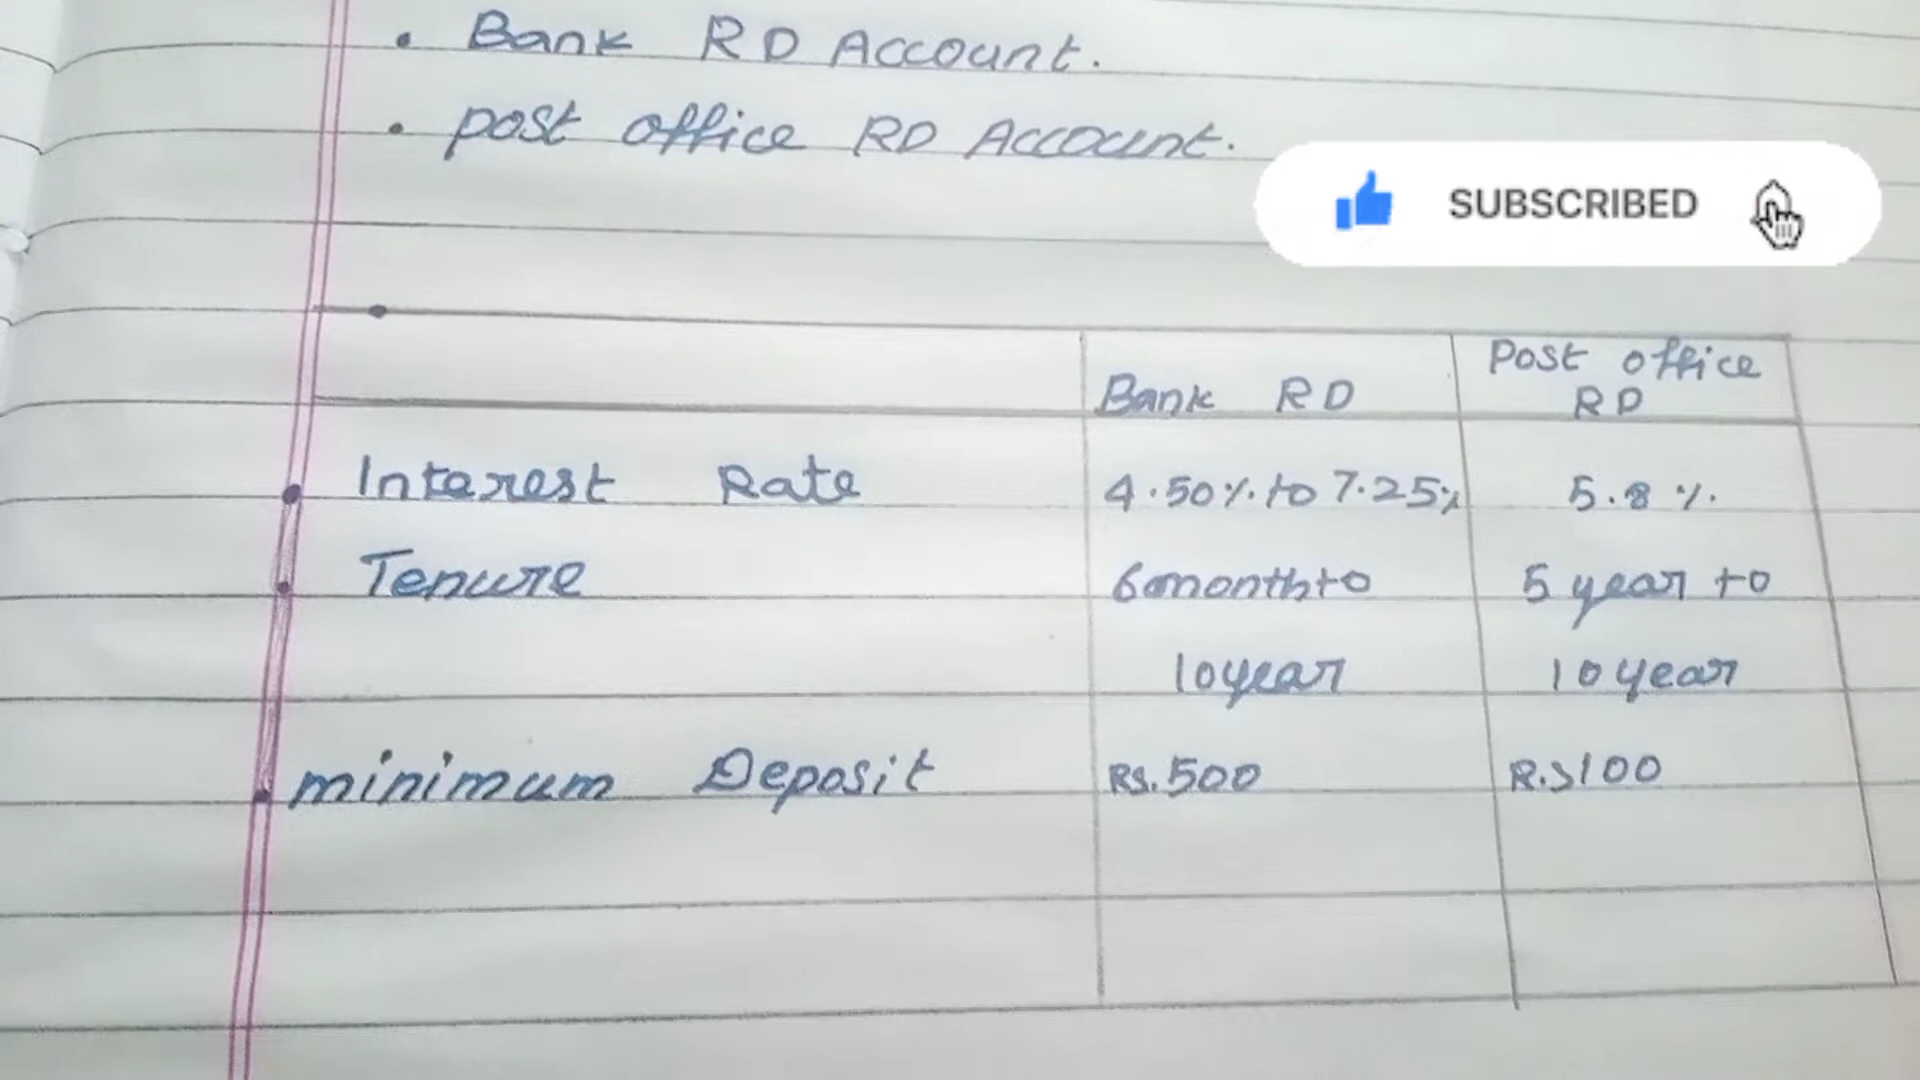 • Bank RD Account.
• post office RD Account.
SUBSCRIBED
Bank RD
Post office
RD
Interest Rate 4.50% to 7.25% 5.8%
Tenure 6month to 5 year to
10year 10 year
minimum Deposit Rs.500 R.s100